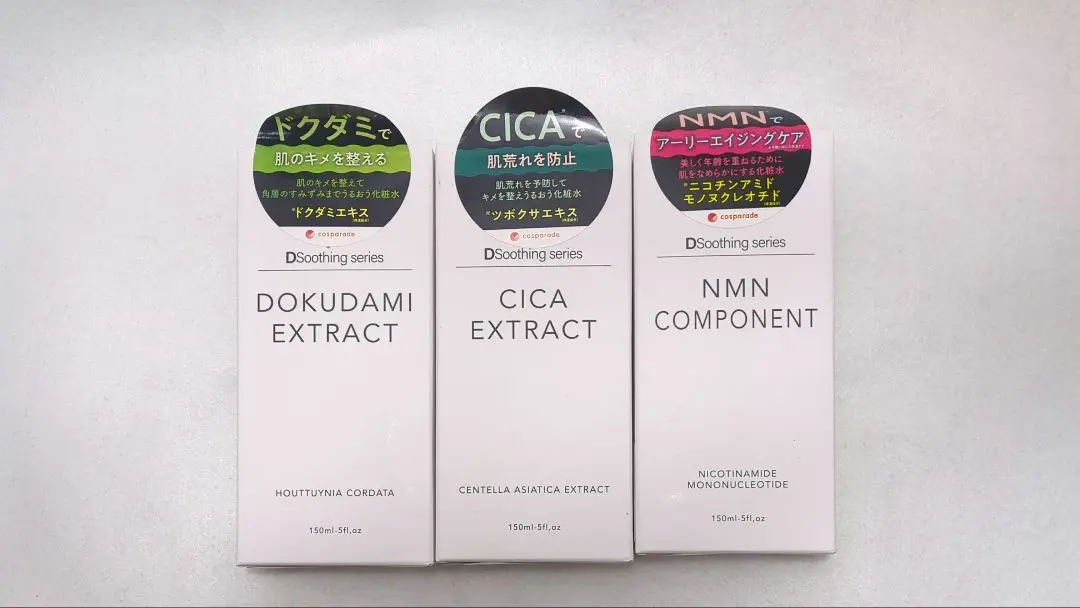 ドクダミで
肌のキメを整える
肌のキメを整えて
角層のすみずみまでうるおう化粧水
※ドクダミエキス
cosparade
DSoothing series
DOKUDAMI
EXTRACT
HOUTTUYNIA CORDATA
150ml-5fl,oz
CICA※で
肌荒れを防止
肌荒れを予防して
キメを整えうるおう化粧水
※ツボクサエキス
cosparade
DSoothing series
CICA
EXTRACT
CENTELLA ASIATICA EXTRACT
150ml-5fl,oz
NMN※で
アーリーエイジングケア
美しく年齢を重ねるために
肌をなめらかにする化粧水
※ニコチンアミド
モノヌクレオチド
cosparade
DSoothing series
NMN
COMPONENT
NICOTINAMIDE
MONONUCLEOTIDE
150ml-5fl,oz